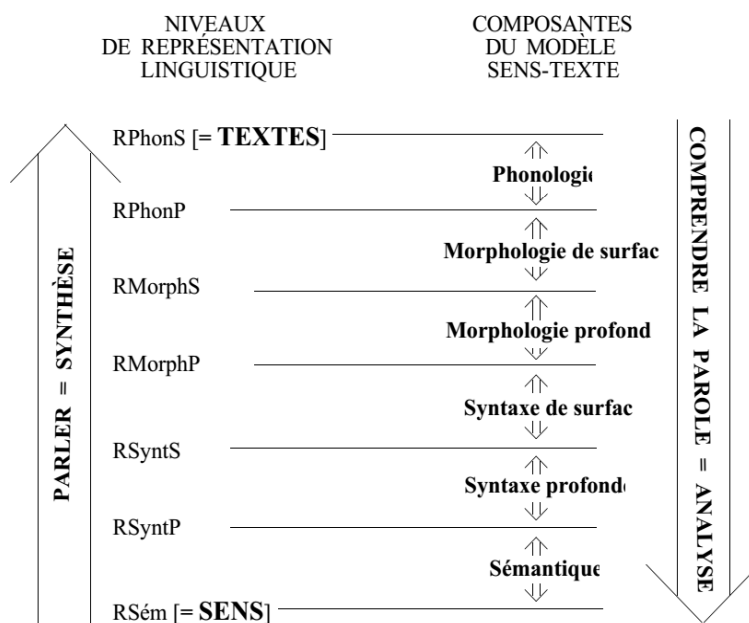 NIVEAUX
DE REPRÉSENTATION
LINGUISTIQUE
COMPOSANTES
DU MODÈLE
SENS-TEXTE
RPhonS [= TEXTES]
Phonologi
RPhonP
Morphologie de surfac
RMorphS
Morphologie profond
RMorphP
Syntaxe de surfac
RSyntS
Syntaxe profond
RSyntP
Sémantique
RSém [= SENS]
PARLER = SYNTHÈSE
COMPRENDRE LA PAROLE = ANALYSE